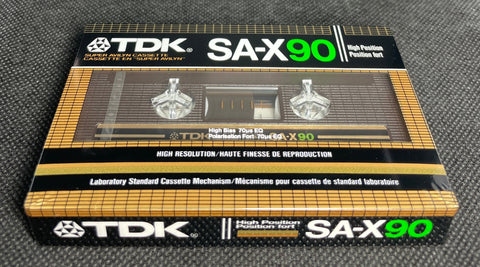 TDK® SA-X90
SUPER AVILYN CASSETTE
CASSETTE EN "SUPER AVILYN"
High Position
Position fort
High Bias 70µs EQ
Polarisation Fort 70µs EQ
TDK SA-X90
HIGH RESOLUTION/HAUTE FINESSE DE REPRODUCTION
Laboratory Standard Cassette Mechanism/Mécanisme pour cassette de standard laboratoire
TDK® High Position
Position fort
SA-X90